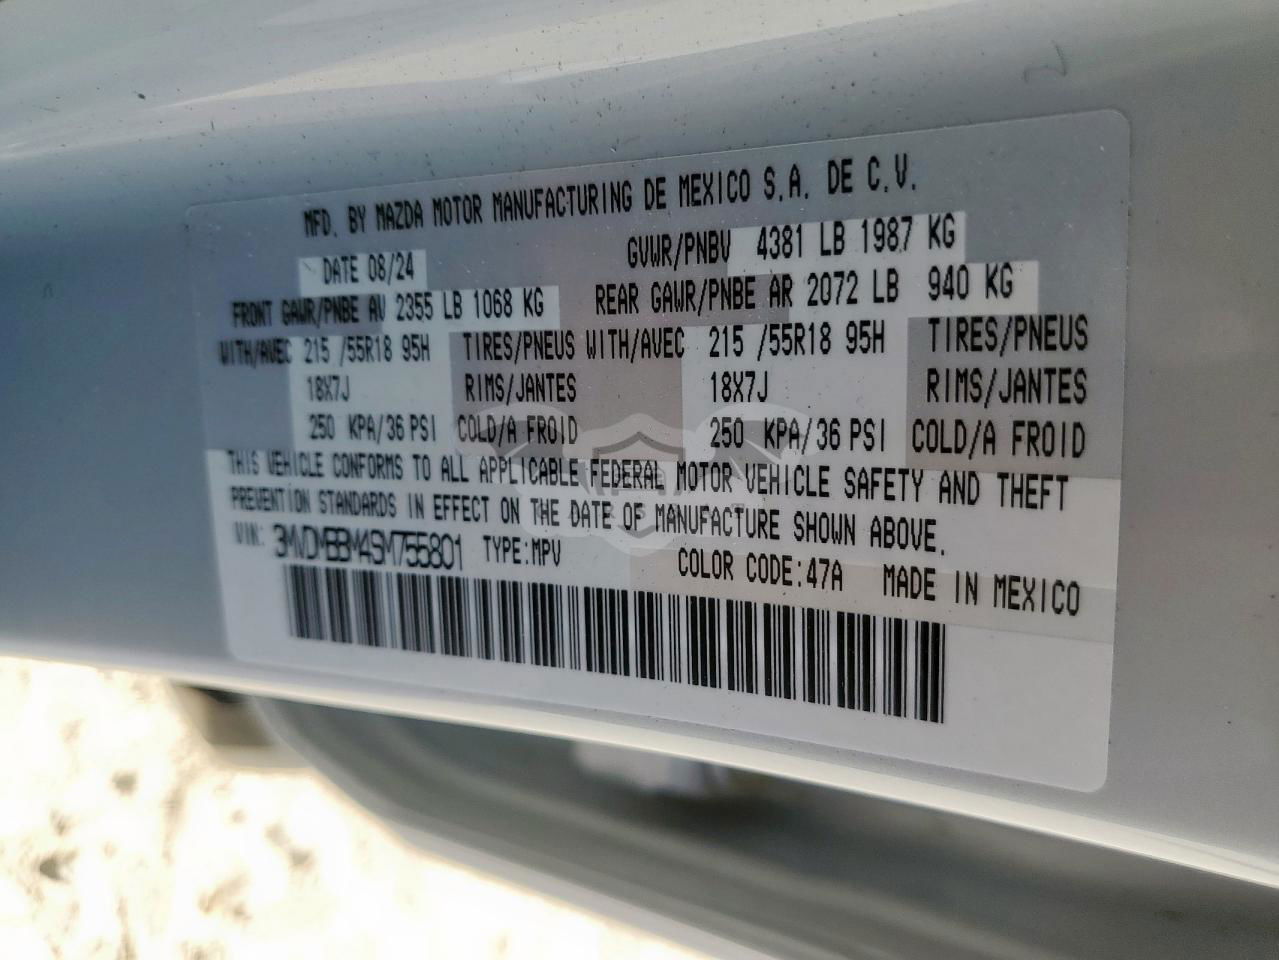 MFD. BY MAZDA MOTOR MANUFACTURING DE MEXICO S.A. DE C.V.
DATE 08/24 GVWR/PNBV 4381 LB 1987 KG
FRONT GAWR/PNBE AV 2355 LB 1068 KG REAR GAWR/PNBE AR 2072 LB 940 KG
WITH/AVEC 215 /55R18 95H TIRES/PNEUS WITH/AVEC 215 /55R18 95H TIRES/PNEUS
18X7J RIMS/JANTES 18X7J RIMS/JANTES
250 KPA/36 PSI COLD/A FROID 250 KPA/36 PSI COLD/A FROID
THIS VEHICLE CONFORMS TO ALL APPLICABLE FEDERAL MOTOR VEHICLE SAFETY AND THEFT
PREVENTION STANDARDS IN EFFECT ON THE DATE OF MANUFACTURE SHOWN ABOVE.
VIN: 3MVDMBBM4SM755801 TYPE:MPV COLOR CODE:47A MADE IN MEXICO